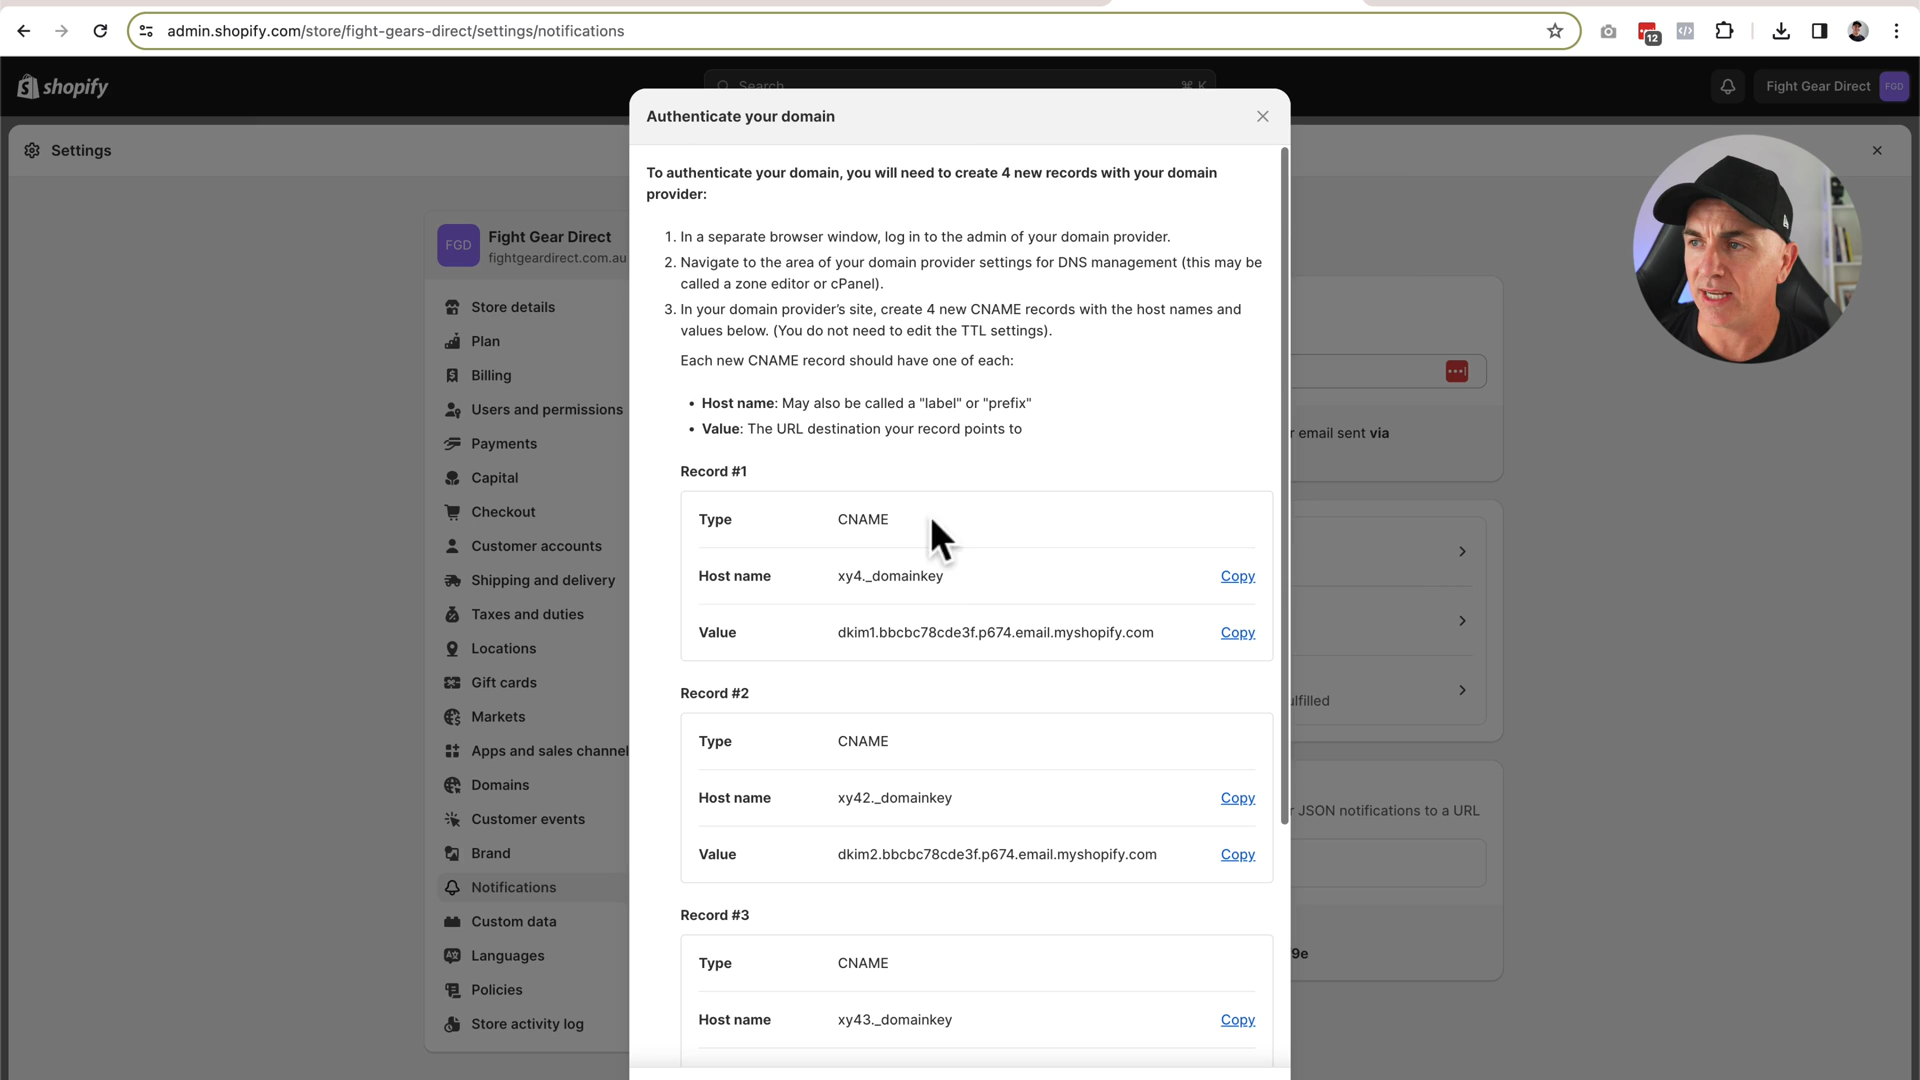 admin.shopify.com/store/fight-gears-direct/settings/notifications
12
shopify
Search
⌘ K
Fight Gear Direct
FGD
Settings
FGD
Fight Gear Direct
fightgeardirect.com.au
Store details
Plan
Billing
Users and permissions
Payments
Capital
Checkout
Customer accounts
Shipping and delivery
Taxes and duties
Locations
Gift cards
Markets
Apps and sales channel
Domains
Customer events
Brand
Notifications
Custom data
Languages
Policies
Store activity log
Authenticate your domain
To authenticate your domain, you will need to create 4 new records with your domain
provider:
1. In a separate browser window, log in to the admin of your domain provider.
2. Navigate to the area of your domain provider settings for DNS management (this may be
called a zone editor or cPanel).
3. In your domain provider’s site, create 4 new CNAME records with the host names and
values below. (You do not need to edit the TTL settings).
Each new CNAME record should have one of each:
• Host name: May also be called a "label" or "prefix"
• Value: The URL destination your record points to
Record #1
Type CNAME
Host name xy4._domainkey Copy
Value dkim1.bbcbc78cde3f.p674.email.myshopify.com Copy
Record #2
Type CNAME
Host name xy42._domainkey Copy
Value dkim2.bbcbc78cde3f.p674.email.myshopify.com Copy
Record #3
Type CNAME
Host name xy43._domainkey Copy
r email sent via
ulfilled
r JSON notifications to a URL
9e